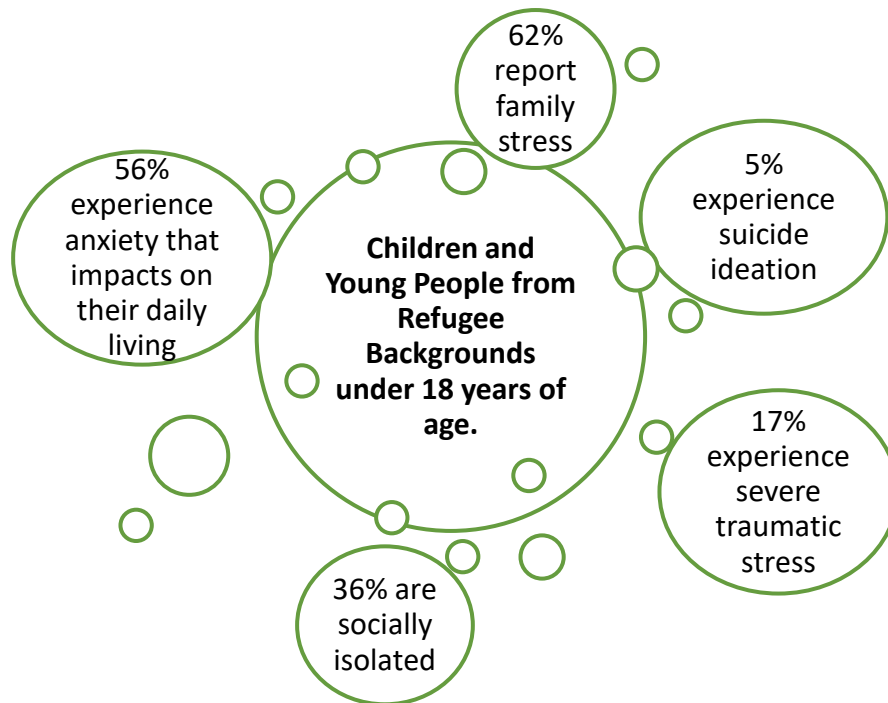 62%
report
family
stress
56%
experience
anxiety that
impacts on
their daily
living
5%
experience
suicide
ideation
Children and
Young People from
Refugee
Backgrounds
under 18 years of
age.
17%
experience
severe
traumatic
stress
36% are
socially
isolated